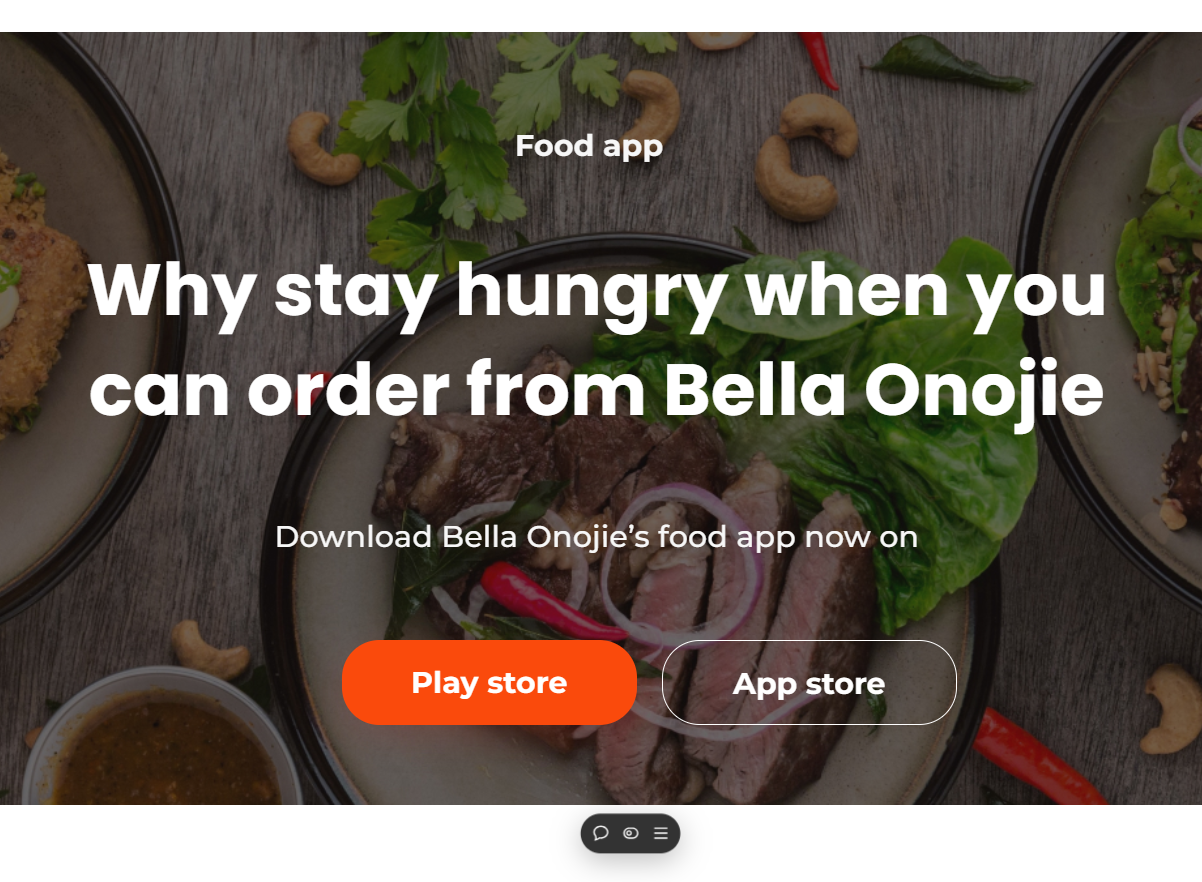 Food app
Why stay hungry when you
can order from Bella Onojie
Download Bella Onojie’s food app now on
Play store
App store